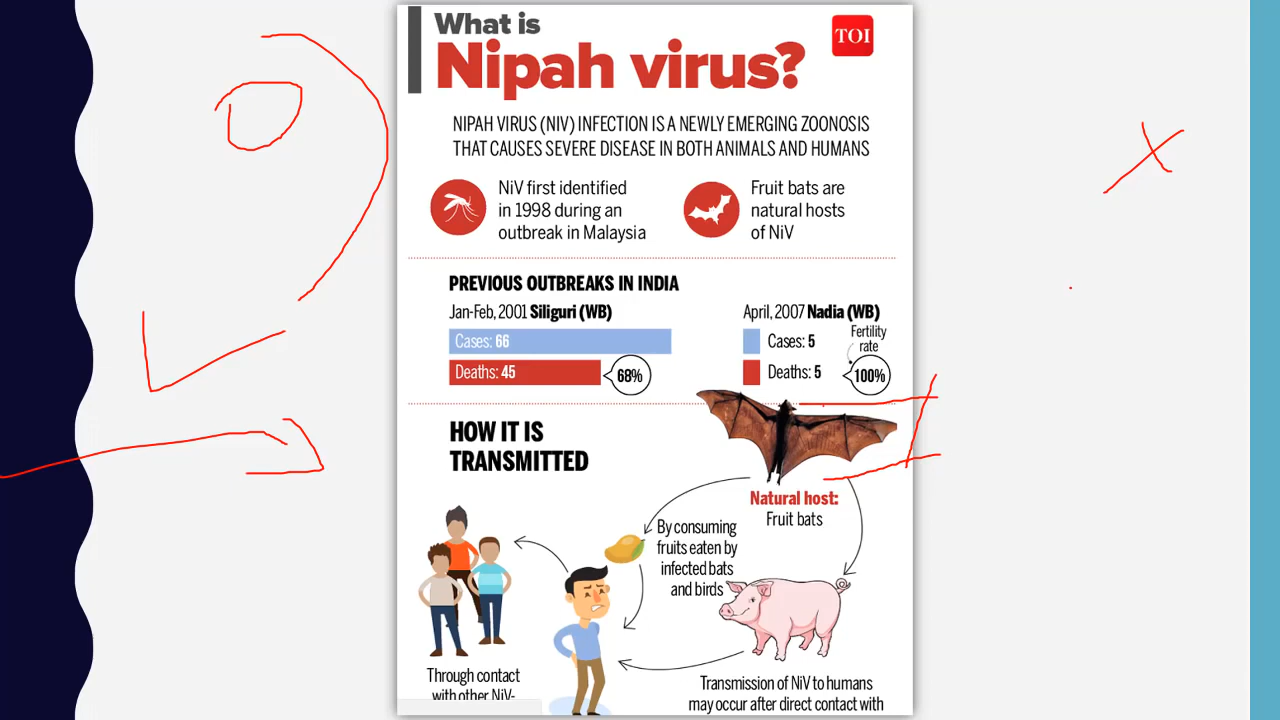 What is
TOI
Nipah virus?
NIPAH VIRUS (NIV) INFECTION IS A NEWLY EMERGING ZOONOSIS
THAT CAUSES SEVERE DISEASE IN BOTH ANIMALS AND HUMANS
NiV first identified
in 1998 during an
outbreak in Malaysia
Fruit bats are
natural hosts
of NiV
PREVIOUS OUTBREAKS IN INDIA
Jan-Feb, 2001 Siliguri (WB)
Cases: 66
Deaths: 45
68%
April, 2007 Nadia (WB)
Cases: 5
Deaths: 5
Fertility
rate
100%
HOW IT IS
TRANSMITTED
Natural host:
Fruit bats
By consuming
fruits eaten by
infected bats
and birds
Through contact
with other NiV-
Transmission of NiV to humans
may occur after direct contact with